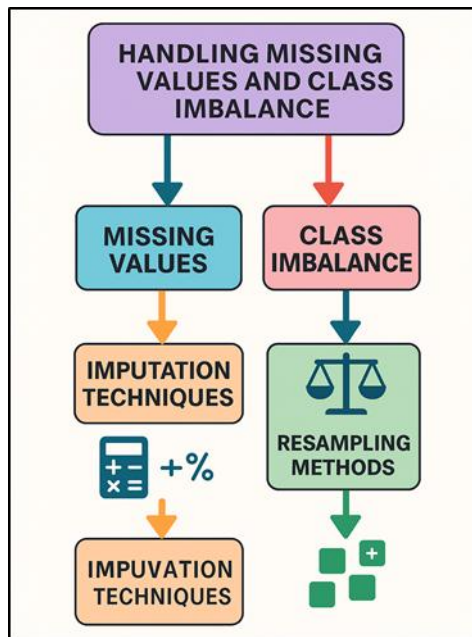 HANDLING MISSING
VALUES AND CLASS
IMBALANCE
MISSING
VALUES
CLASS
IMBALANCE
IMPUTATION
TECHNIQUES
RESAMPLING
METHODS
+%
IMPUVATION
TECHNIQUES